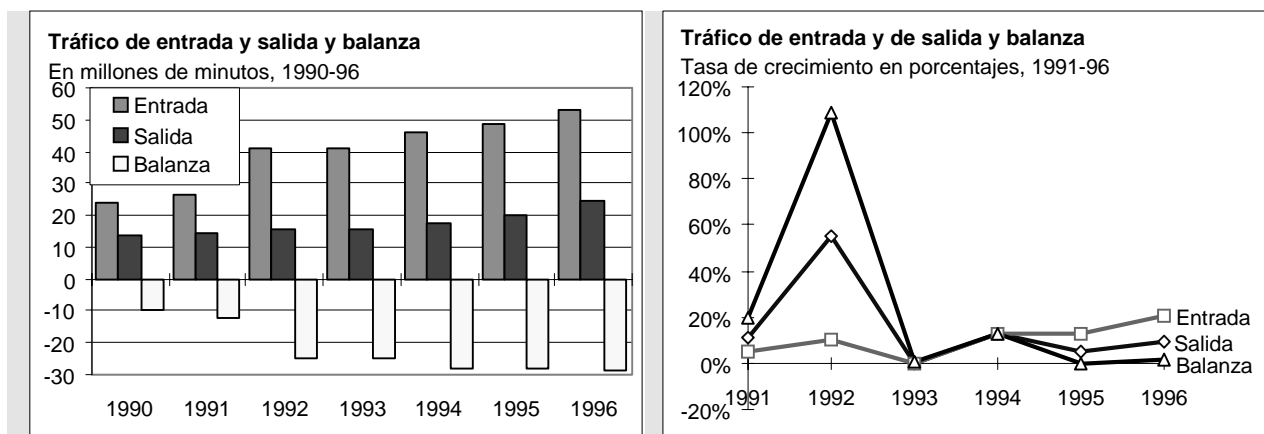 Tráfico de entrada y salida y balanza
En millones de minutos, 1990-96
60
50
40
30
20
10
0
-10
-20
-30
Entrada
Salida
Balanza
1990 1991 1992 1993 1994 1995 1996
Tráfico de entrada y de salida y balanza
Tasa de crecimiento en porcentajes, 1991-96
120%
100%
80%
60%
40%
20%
0%
-20%
Entrada
Salida
Balanza
1991 1992 1993 1994 1995 1996